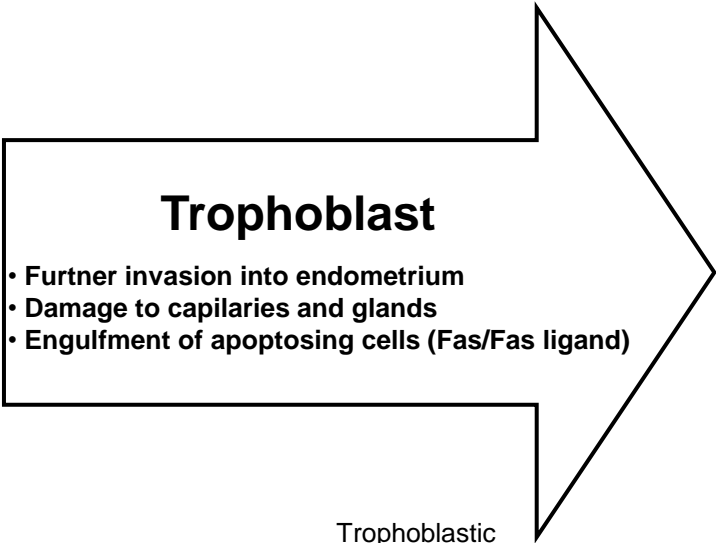 Trophoblast
• Furtner invasion into endometrium
• Damage to capilaries and glands
• Engulfment of apoptosing cells (Fas/Fas ligand)
Trophoblastic